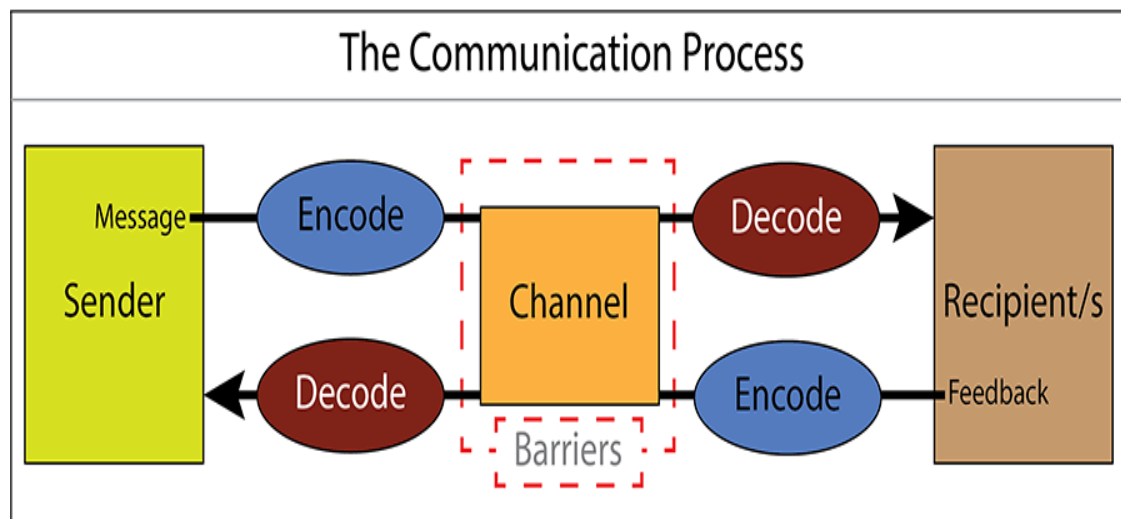 The Communication Process
Message
Encode
Decode
Sender
Channel
Recipient/s
Decode
Encode
Feedback
Barriers